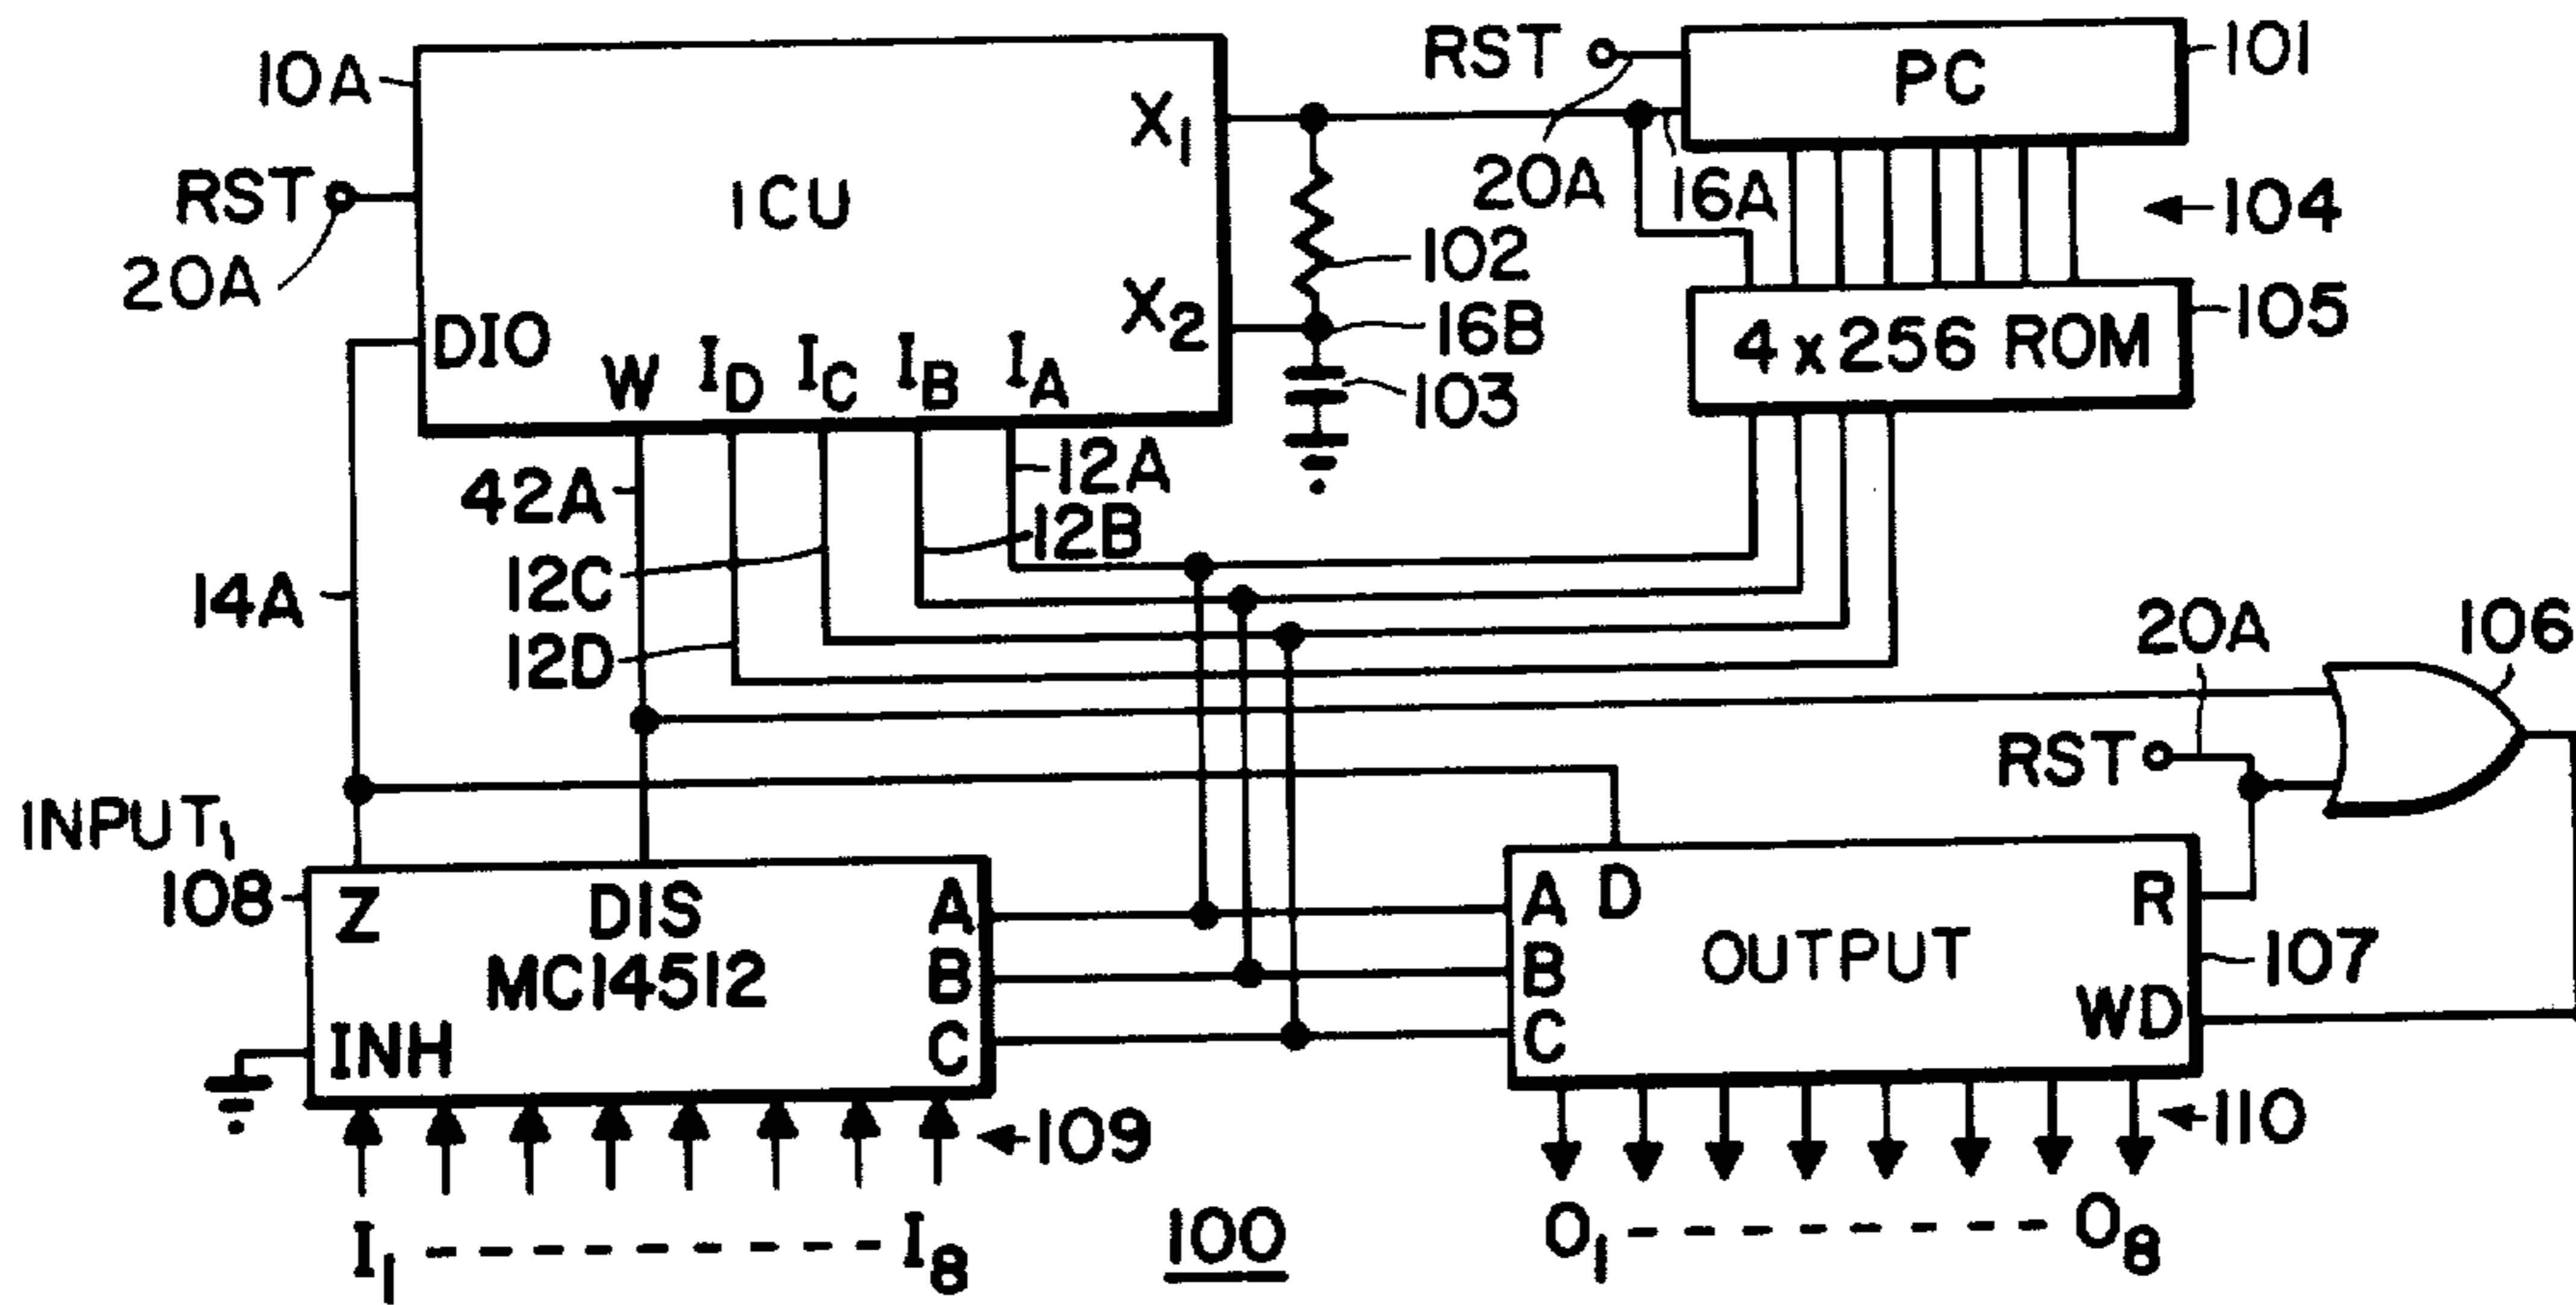 10A
RST
20A
ICU
DIO
X1
X2
W ID IC IB IA
RST
20A
16A
PC
101
104
102
16B
103
4 x 256 ROM
105
42A
12A
12B
12C
12D
14A
20A
106
RST
INPUT1
108
Z
DIS
MC14512
INH
A
B
C
A
B
C
D
OUTPUT
R
WD
107
109
110
I1 - - - - - - - - - I8
100
O1 - - - - - - - - O8